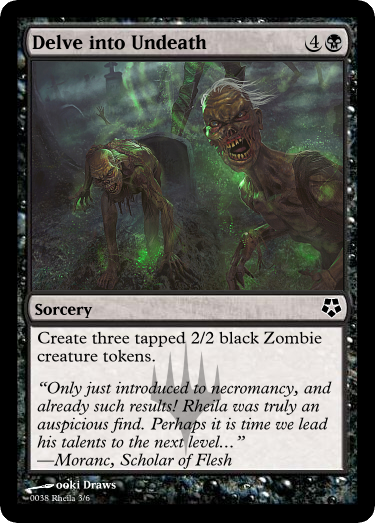 Delve into Undeath 4
Sorcery
Create three tapped 2/2 black Zombie
creature tokens.
“Only just introduced to necromancy, and
already such results! Rheila was truly an
auspicious find. Perhaps it is time we lead
his talents to the next level…”
—Moranc, Scholar of Flesh
ooki Draws
0038 Rheila 3/6